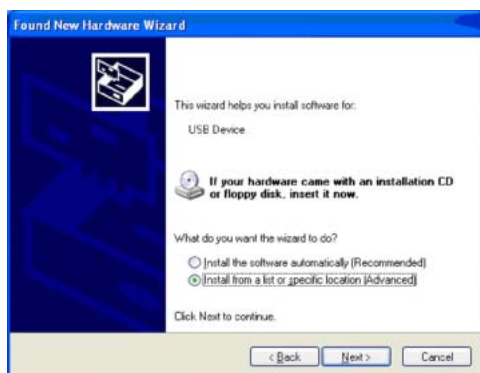 Found New Hardware Wizard
This wizard helps you install software for:
USB Device
If your hardware came with an installation CD
or floppy disk, insert it now.
What do you want the wizard to do?
Install the software automatically (Recommended)
Install from a list or specific location (Advanced)
Click Next to continue.
< Back Next > Cancel